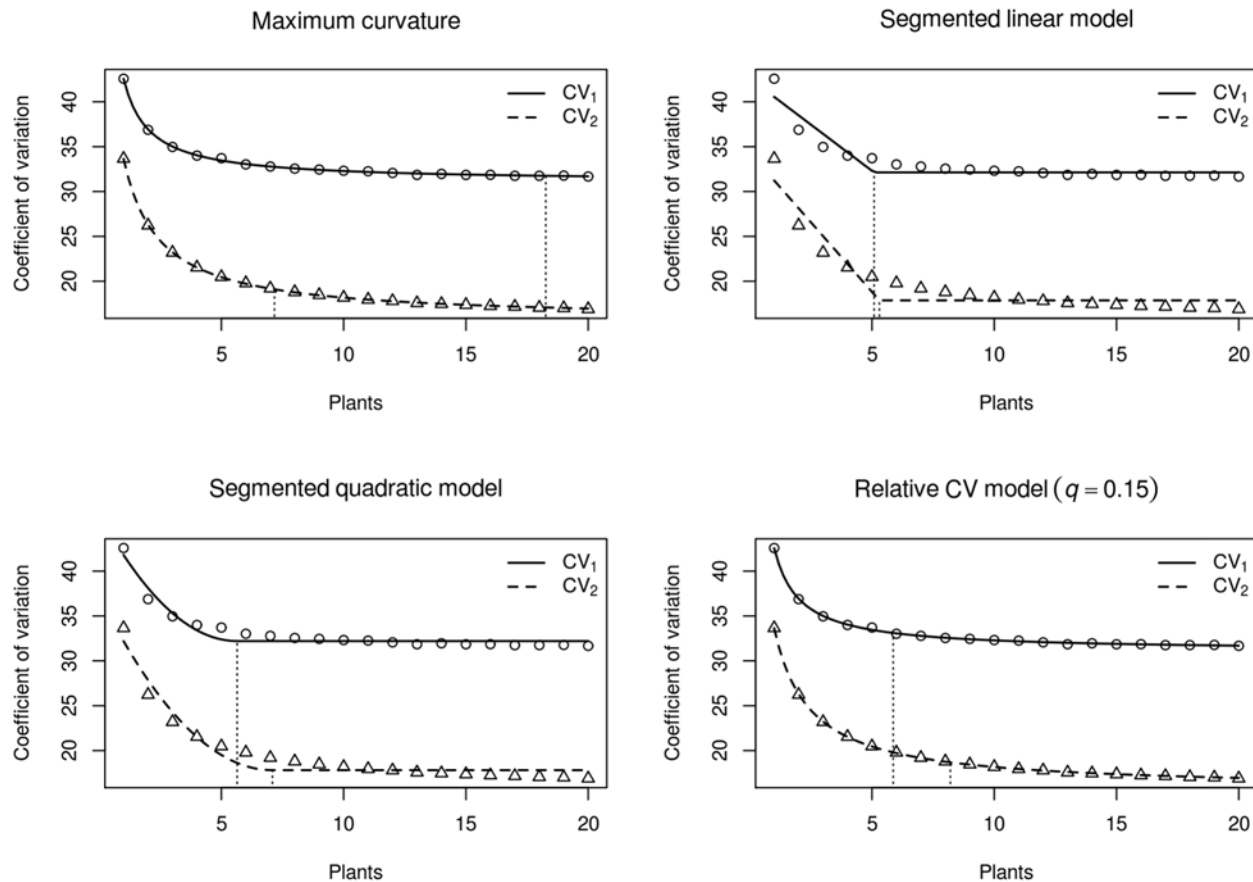 Maximum curvature
Coefficient of variation
40
35
30
25
20
CV₁
CV₂
5 10 15 20
Plants
Segmented linear model
Coefficient of variation
40
35
30
25
20
CV₁
CV₂
5 10 15 20
Plants
Segmented quadratic model
Coefficient of variation
40
35
30
25
20
CV₁
CV₂
5 10 15 20
Plants
Relative CV model (q = 0.15)
Coefficient of variation
40
35
30
25
20
CV₁
CV₂
5 10 15 20
Plants